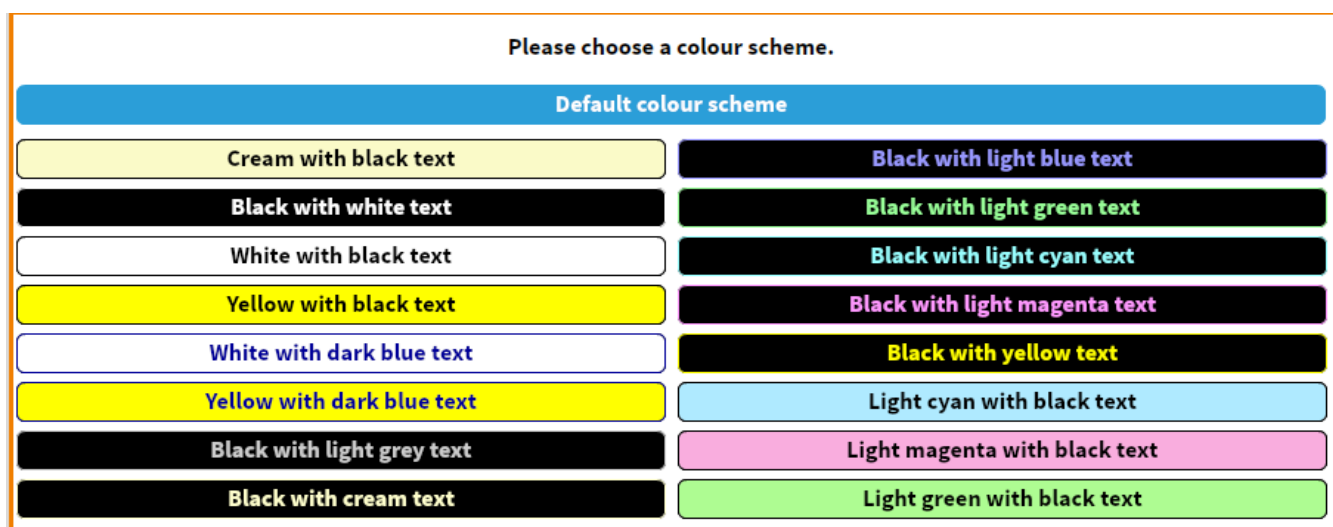 Please choose a colour scheme.
Default colour scheme
Cream with black text
Black with white text
White with black text
Yellow with black text
White with dark blue text
Yellow with dark blue text
Black with light grey text
Black with cream text
Black with light blue text
Black with light green text
Black with light cyan text
Black with light magenta text
Black with yellow text
Light cyan with black text
Light magenta with black text
Light green with black text